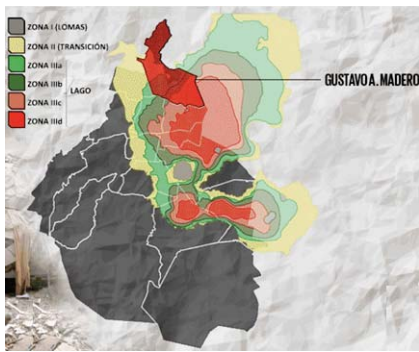 ZONA I (LOMAS)
ZONA II (TRANSICIÓN)
ZONA IIIa
ZONA IIIb
LAGO
ZONA IIIc
ZONA IIId
GUSTAVO A. MADERO